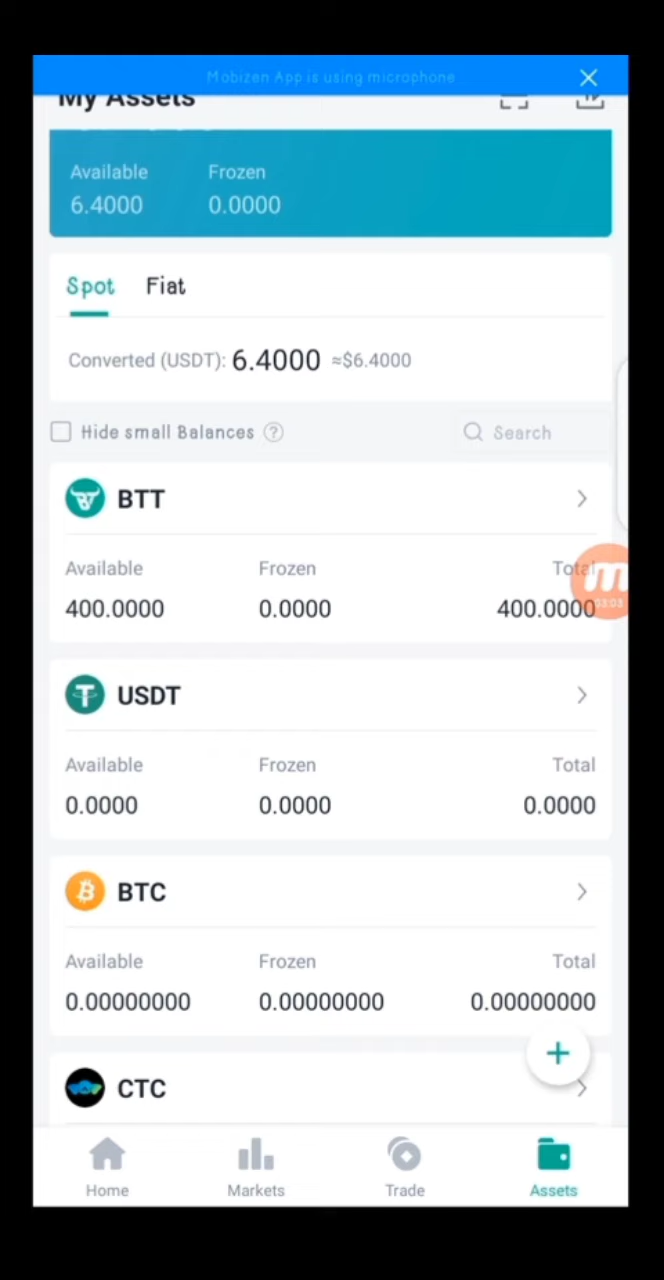 Mobizen App is using microphone
My Assets
Available Frozen
6.4000 0.0000
Spot Fiat
Converted (USDT): 6.4000 ≈$6.4000
Hide small Balances ? Search
BTT
Available Frozen Total
400.0000 0.0000 400.0000
03:03
USDT
Available Frozen Total
0.0000 0.0000 0.0000
BTC
Available Frozen Total
0.00000000 0.00000000 0.00000000
CTC
Home Markets Trade Assets